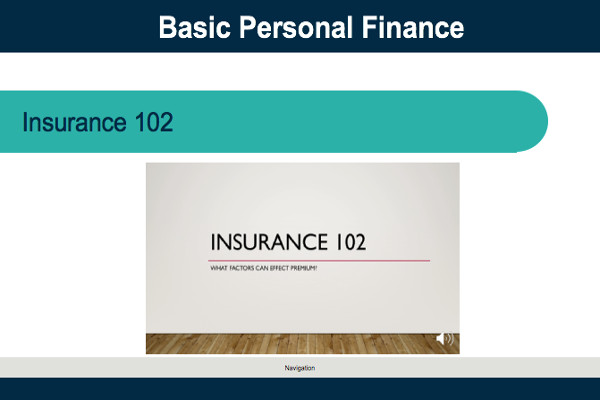 Basic Personal Finance
Insurance 102
INSURANCE 102
WHAT FACTORS CAN EFFECT PREMIUM?
Navigation